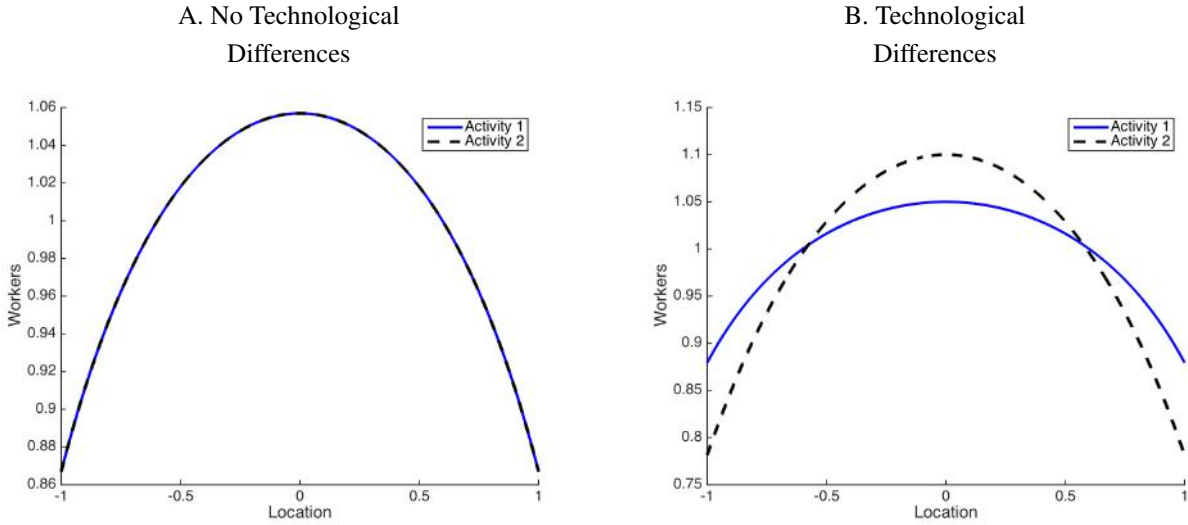 A. No Technological
Differences
1.06
1.04
1.02
1
0.98
0.96
0.94
0.92
0.9
0.88
0.86
Workers
-1
-0.5
0
0.5
1
Location
Activity 1
Activity 2
B. Technological
Differences
1.15
1.1
1.05
1
0.95
0.9
0.85
0.8
0.75
Workers
-1
-0.5
0
0.5
1
Location
Activity 1
Activity 2